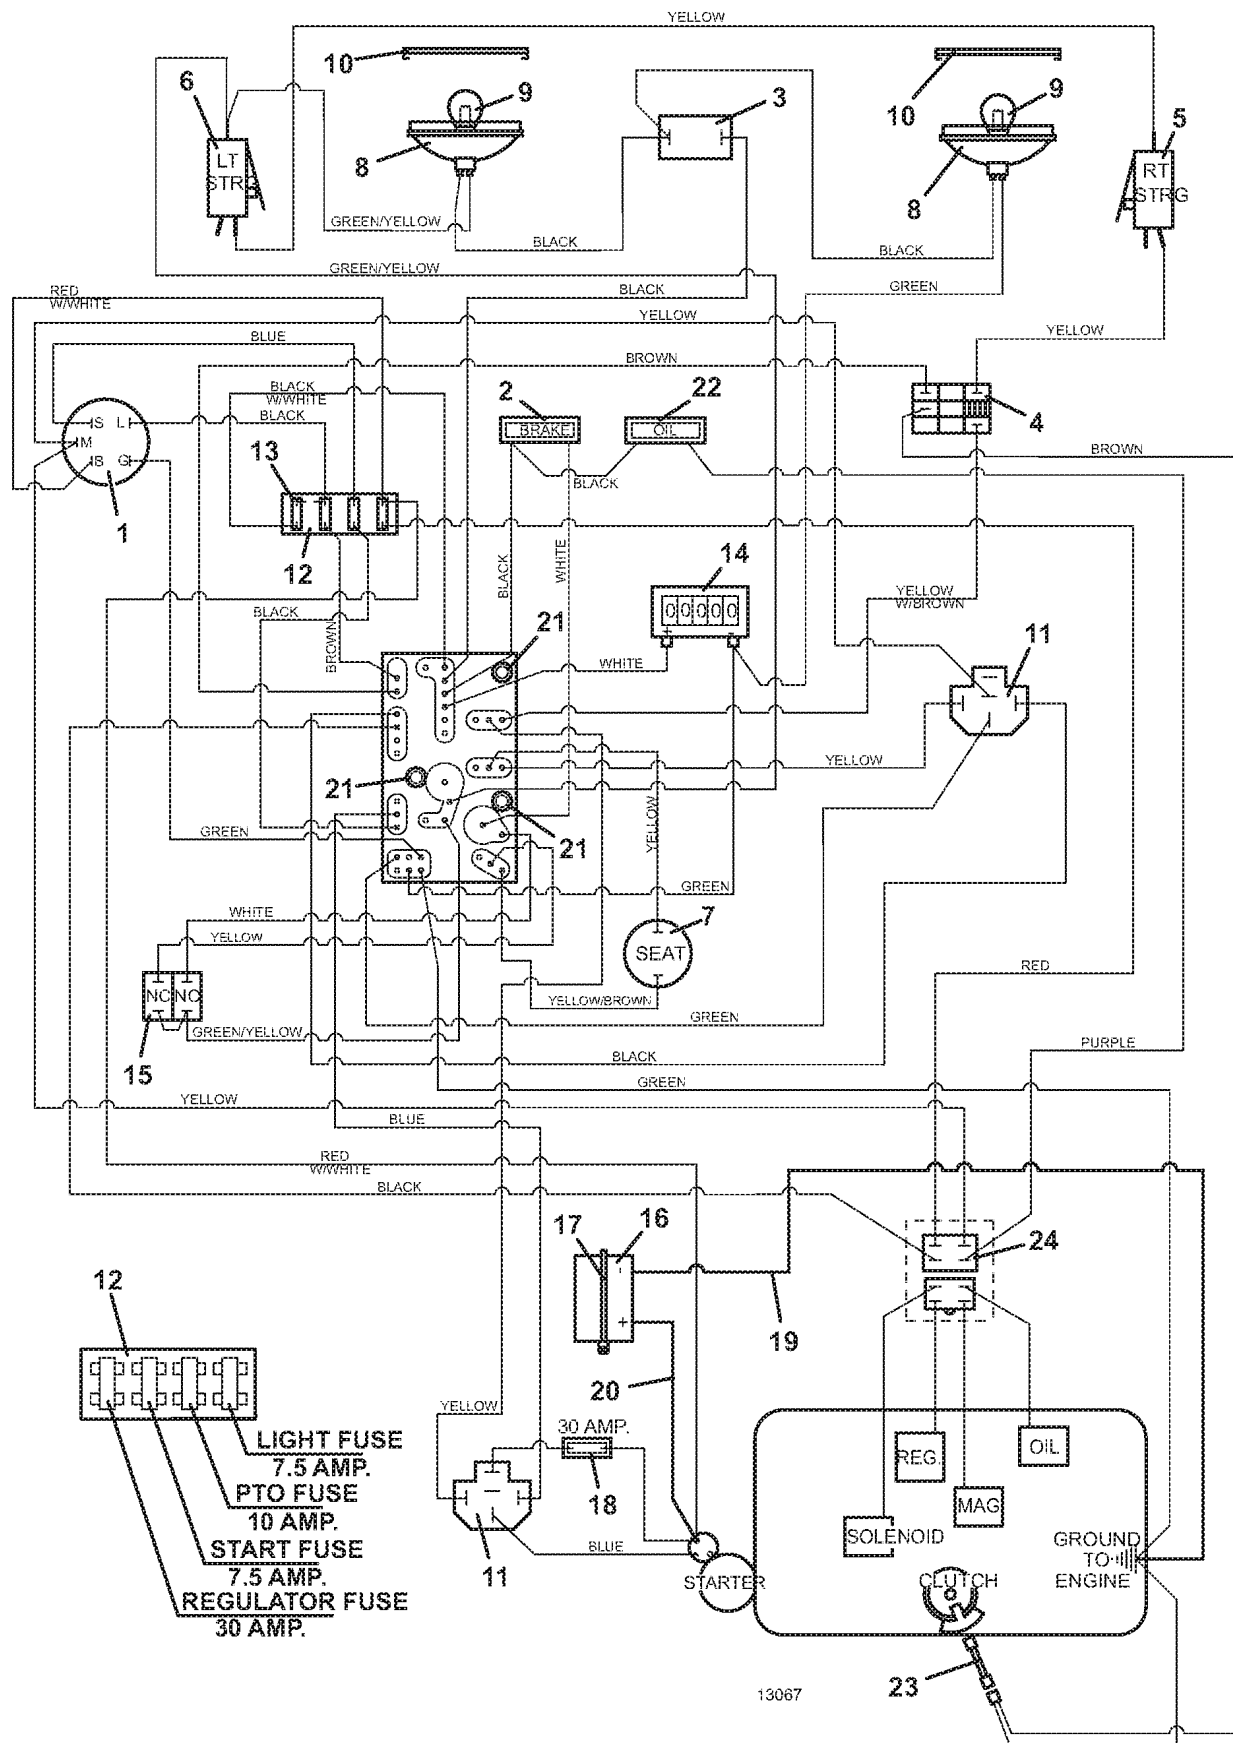 YELLOW
10
10
6
9
3
9
5
LT
STRG
8
RT
STRG
8
GREEN/YELLOW
BLACK
BLACK
GREEN/YELLOW
BLACK
GREEN
RED
W/WHITE
YELLOW
YELLOW
BLUE
BROWN
BLACK
W/WHITE
2
22
4
BLACK
BRAKE
OIL
S L
M
B G
13
BLACK
BROWN
1
12
BLACK
WHITE
14
00000
+ -
YELLOW
W/BROWN
BLACK
BROWN
21
WHITE
11
21
YELLOW
YELLOW
GREEN
21
GREEN
WHITE
7
YELLOW
SEAT
NO NO
RED
YELLOW/BROWN
GREEN
GREEN/YELLOW
15
BLACK
PURPLE
GREEN
YELLOW
BLUE
RED
W/WHITE
BLACK
17
16
24
-
+
19
12
20
YELLOW
30 AMP.
LIGHT FUSE
7.5 AMP.
PTO FUSE
10 AMP.
START FUSE
7.5 AMP.
REGULATOR FUSE
30 AMP.
18
11
BLUE
STARTER
REG.
OIL
MAG
SOLENOID
CLUTCH
GROUND
TO
ENGINE
23
13067